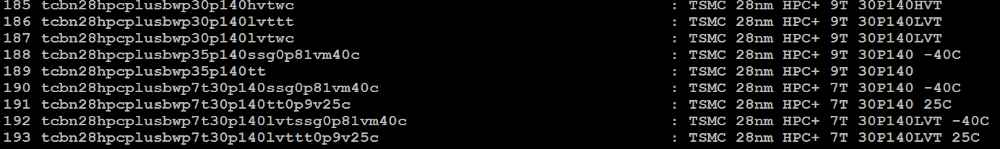 185 tcbn28hpcplusbwp30p140hvtwc : TSMC 28nm HPC+ 9T 30P140HVT
186 tcbn28hpcplusbwp30p140lvttt : TSMC 28nm HPC+ 9T 30P140LVT
187 tcbn28hpcplusbwp30p140lvtwc : TSMC 28nm HPC+ 9T 30P140LVT
188 tcbn28hpcplusbwp35p140ssg0p81vm40c : TSMC 28nm HPC+ 9T 30P140 -40C
189 tcbn28hpcplusbwp35p140tt : TSMC 28nm HPC+ 9T 30P140
190 tcbn28hpcplusbwp7t30p140ssg0p81vm40c : TSMC 28nm HPC+ 7T 30P140 -40C
191 tcbn28hpcplusbwp7t30p140tt0p9v25c : TSMC 28nm HPC+ 7T 30P140 25C
192 tcbn28hpcplusbwp7t30p140lvtssg0p81vm40c : TSMC 28nm HPC+ 7T 30P140LVT -40C
193 tcbn28hpcplusbwp7t30p140lvttt0p9v25c : TSMC 28nm HPC+ 7T 30P140LVT 25C